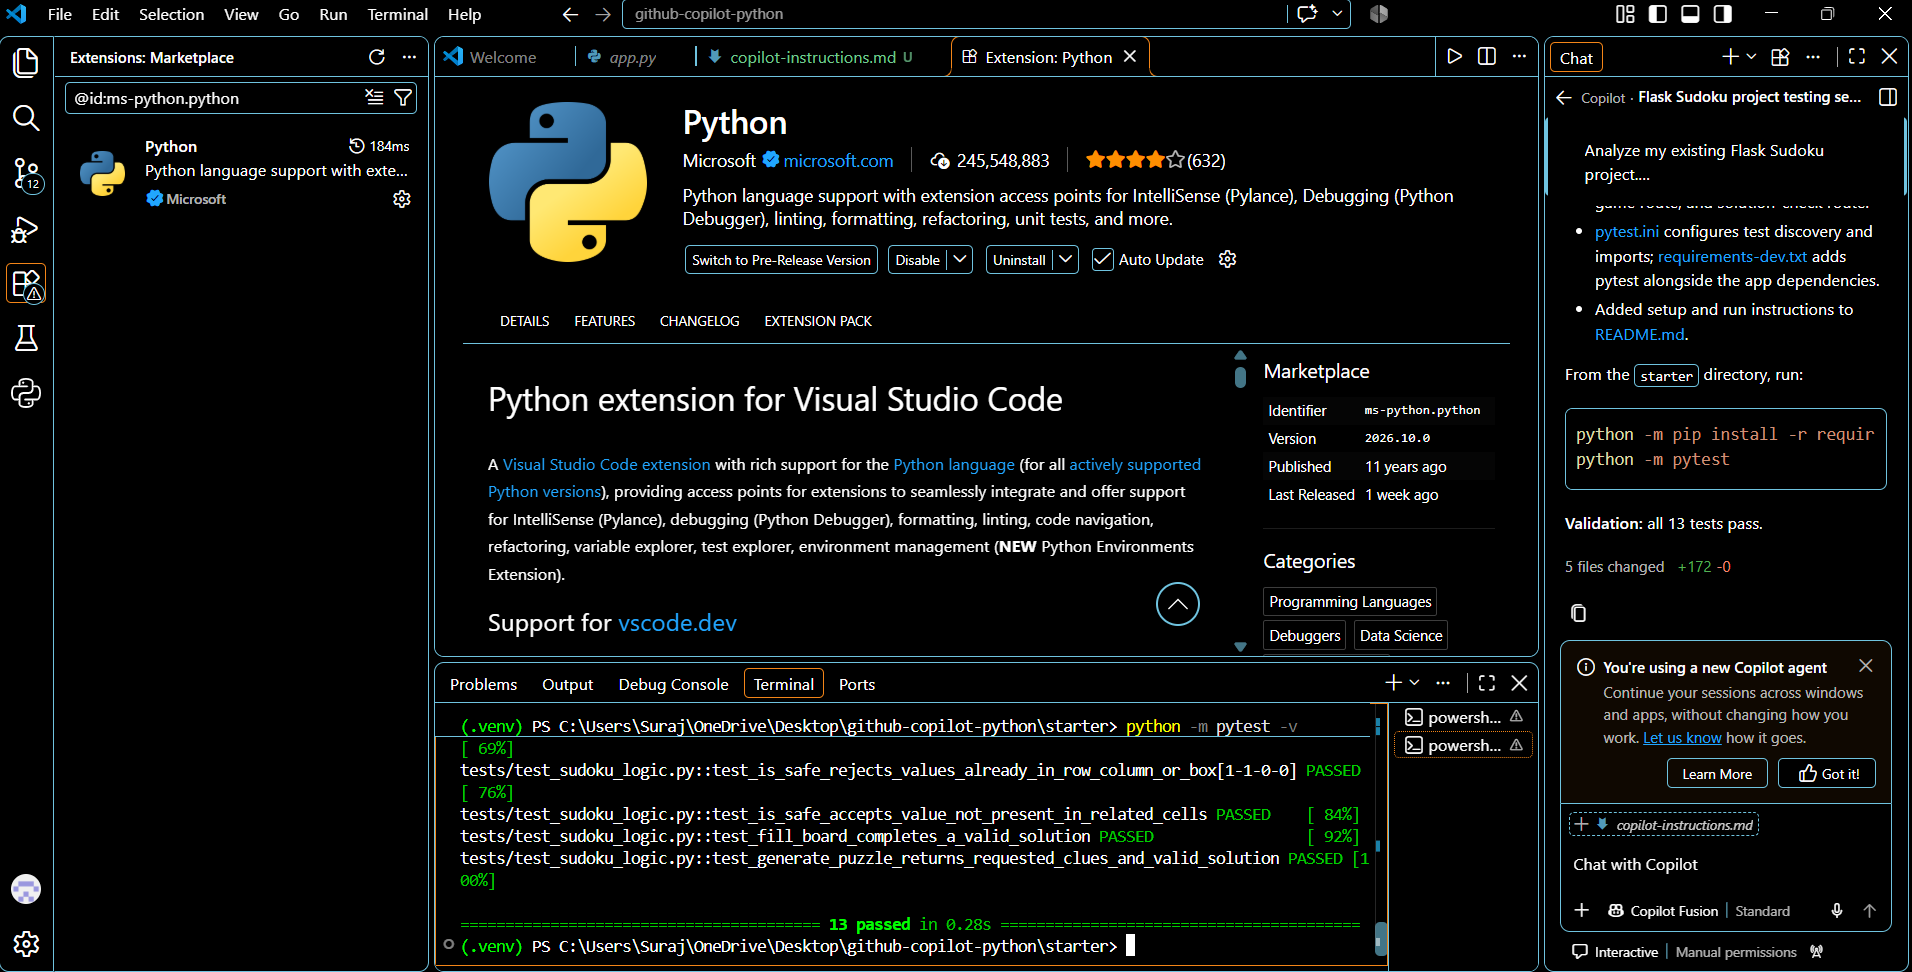 File Edit Selection View Go Run Terminal Help
github-copilot-python
Extensions: Marketplace
@id:ms-python.python
Python 184ms
Python language support with exte...
Microsoft
12
Welcome
app.py
copilot-instructions.md U
Extension: Python
Python
Microsoft microsoft.com 245,548,883 (632)
Python language support with extension access points for IntelliSense (Pylance), Debugging (Python
Debugger), linting, formatting, refactoring, unit tests, and more.
Switch to Pre-Release Version Disable Uninstall Auto Update
DETAILS FEATURES CHANGELOG EXTENSION PACK
Python extension for Visual Studio Code
A Visual Studio Code extension with rich support for the Python language (for all actively supported
Python versions), providing access points for extensions to seamlessly integrate and offer support
for IntelliSense (Pylance), debugging (Python Debugger), formatting, linting, code navigation,
refactoring, variable explorer, test explorer, environment management (NEW Python Environments
Extension).
Support for vscode.dev
Marketplace
Identifier ms-python.python
Version 2026.10.0
Published 11 years ago
Last Released 1 week ago
Categories
Programming Languages
Debuggers Data Science
Problems Output Debug Console Terminal Ports
(.venv) PS C:\Users\Suraj\OneDrive\Desktop\github-copilot-python\starter> python -m pytest -v
[ 69%]
tests/test_sudoku_logic.py::test_is_safe_rejects_values_already_in_row_column_or_box[1-1-0-0] PASSED
[ 76%]
tests/test_sudoku_logic.py::test_is_safe_accepts_value_not_present_in_related_cells PASSED [ 84%]
tests/test_sudoku_logic.py::test_fill_board_completes_a_valid_solution PASSED [ 92%]
tests/test_sudoku_logic.py::test_generate_puzzle_returns_requested_clues_and_valid_solution PASSED [1
00%]
======================================== 13 passed in 0.28s ========================================
(.venv) PS C:\Users\Suraj\OneDrive\Desktop\github-copilot-python\starter>
powersh...
powersh...
Chat
Copilot · Flask Sudoku project testing se...
Analyze my existing Flask Sudoku
project....
game route, and solution-check route.
pytest.ini configures test discovery and
imports; requirements-dev.txt adds
pytest alongside the app dependencies.
Added setup and run instructions to
README.md.
From the starter directory, run:
python -m pip install -r requir
python -m pytest
Validation: all 13 tests pass.
5 files changed +172 -0
You're using a new Copilot agent
Continue your sessions across windows
and apps, without changing how you
work. Let us know how it goes.
Learn More Got it!
copilot-instructions.md
Chat with Copilot
Copilot Fusion Standard
Interactive Manual permissions